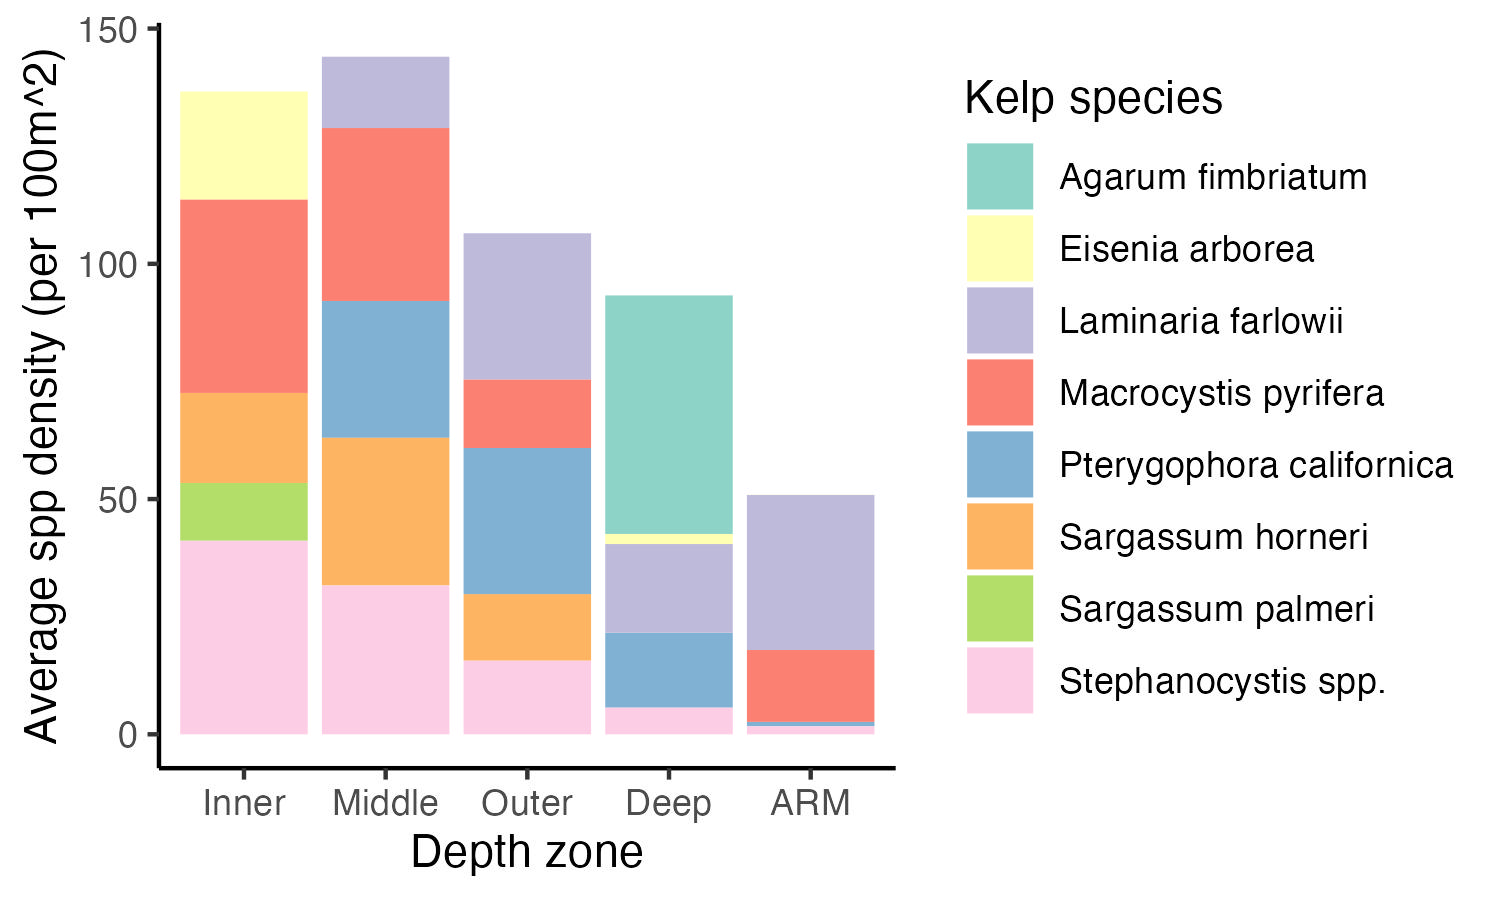 Average spp density (per 100m^2)
150
100
50
0
Inner Middle Outer Deep ARM
Depth zone
Kelp species
Agarum fimbriatum
Eisenia arborea
Laminaria farlowii
Macrocystis pyrifera
Pterygophora californica
Sargassum horneri
Sargassum palmeri
Stephanocystis spp.